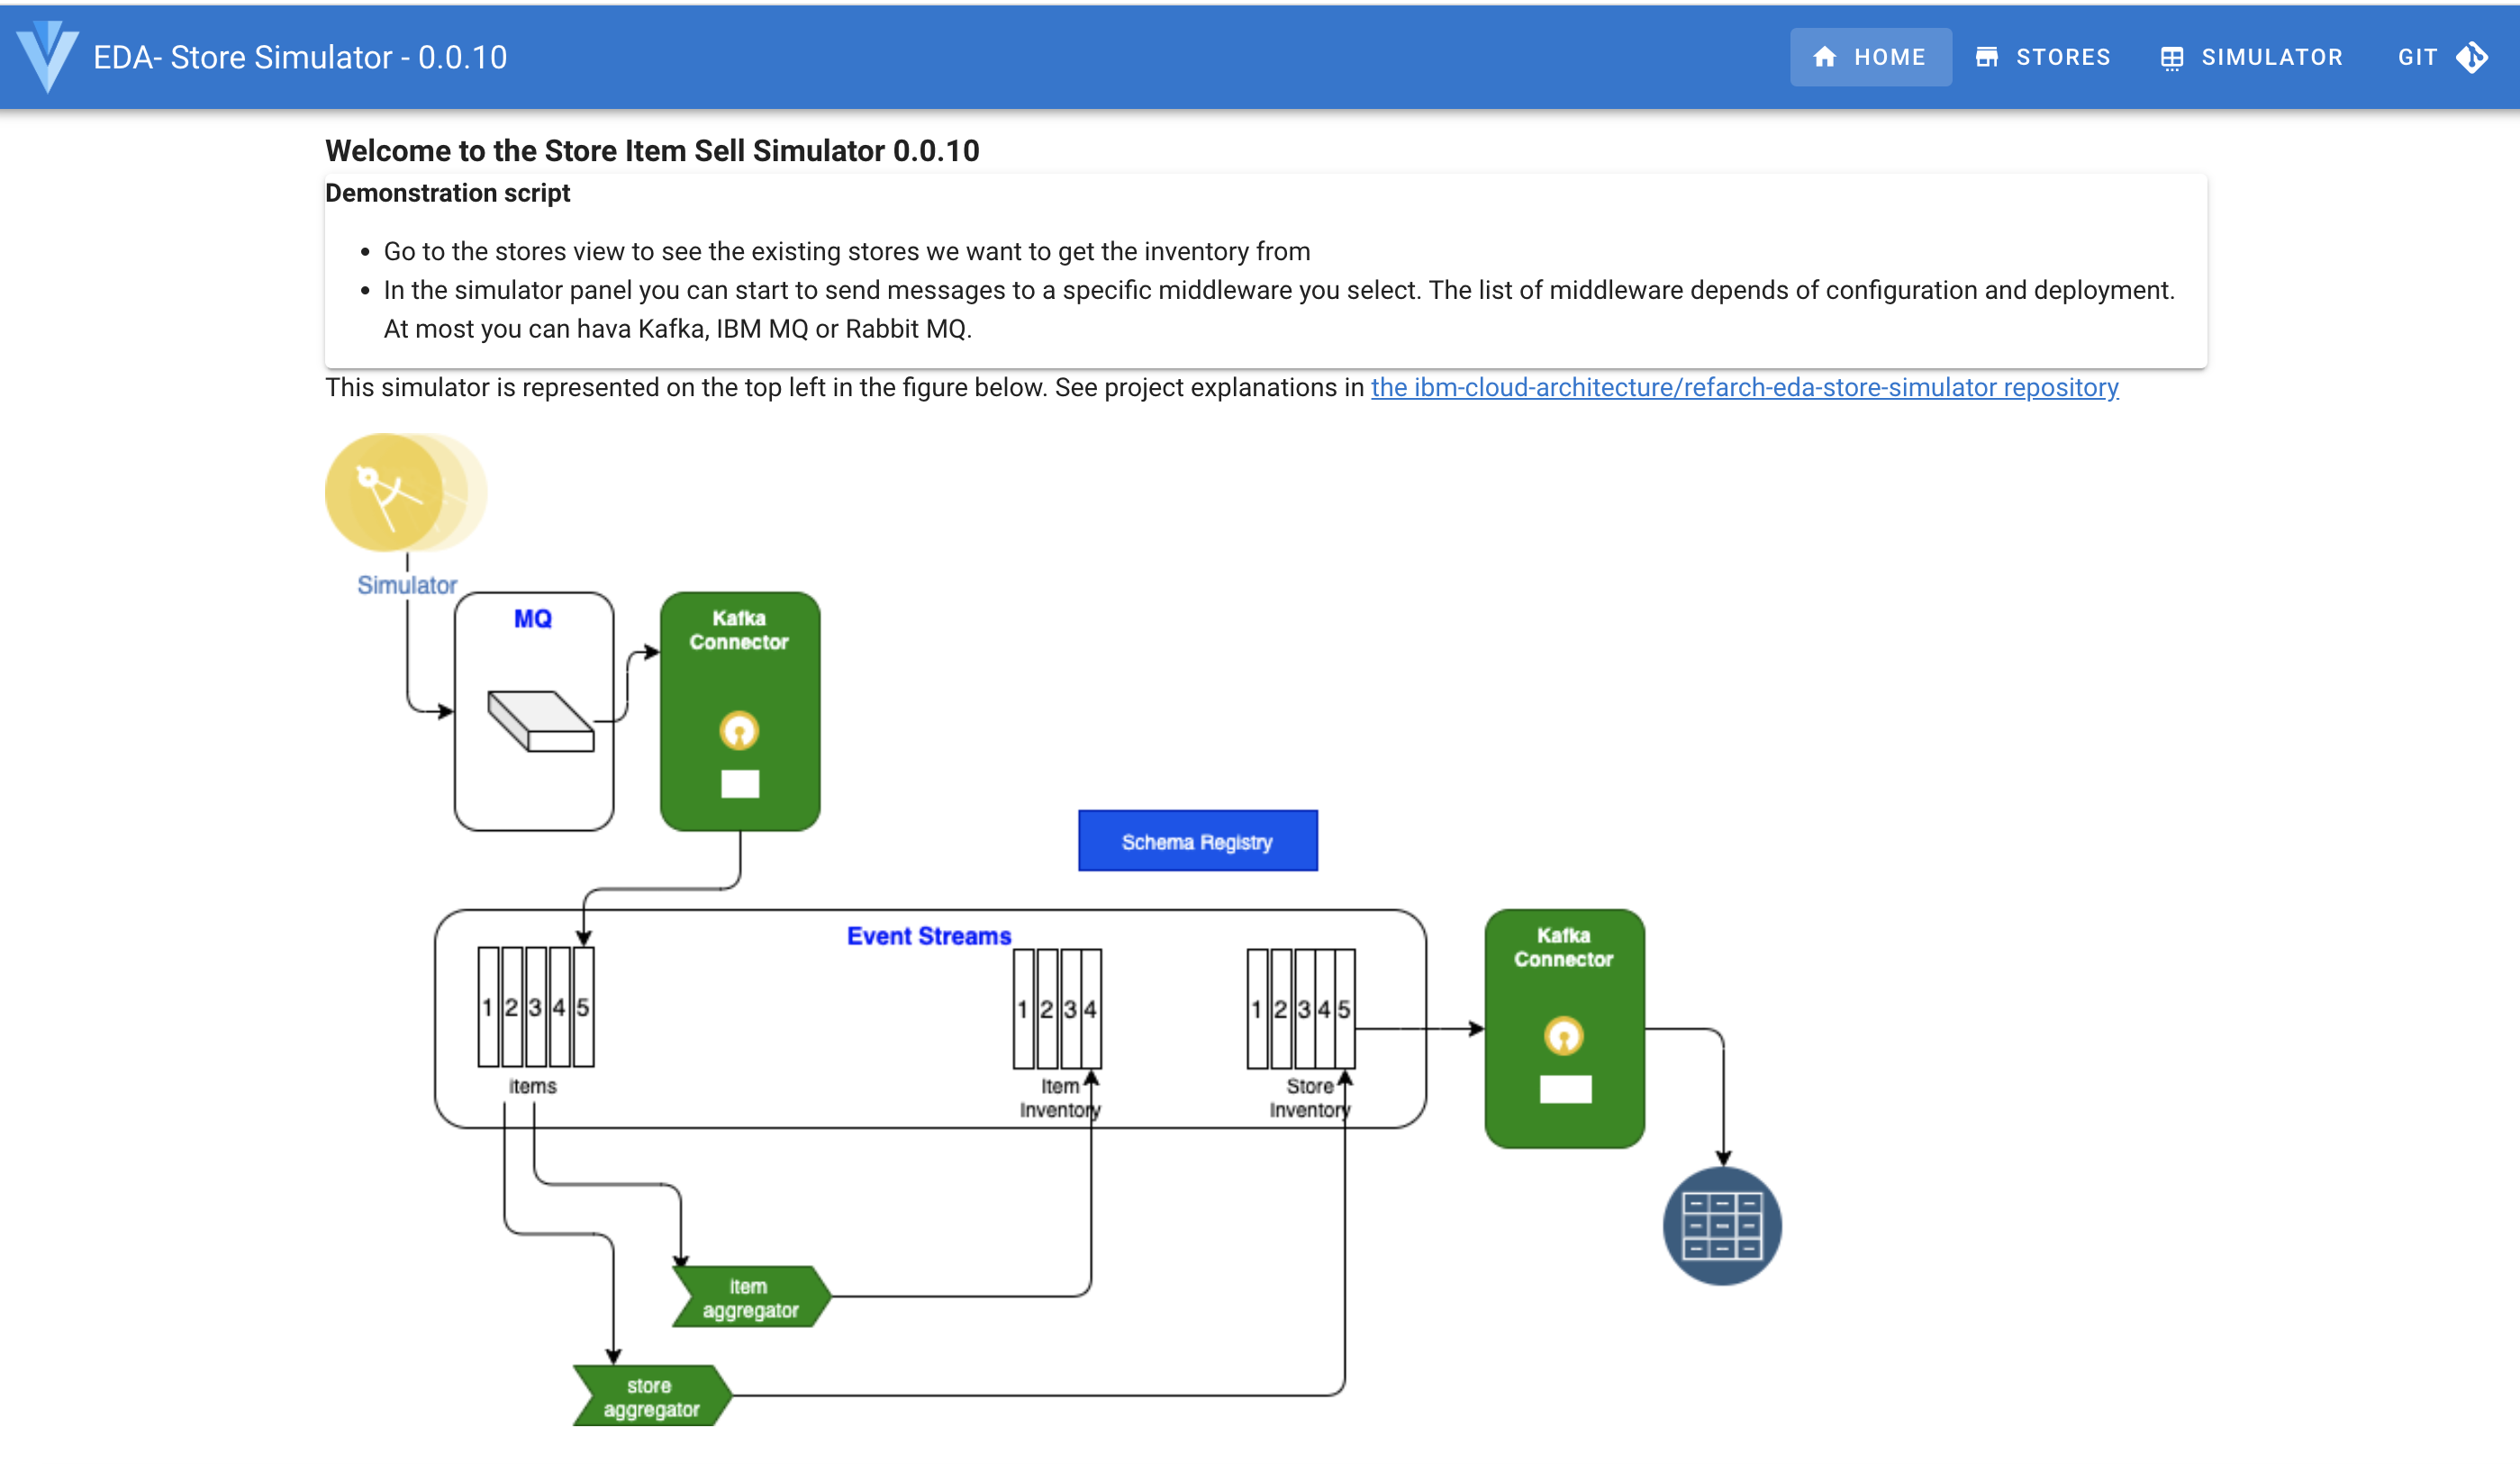 EDA- Store Simulator - 0.0.10
HOME
STORES
SIMULATOR
GIT
Welcome to the Store Item Sell Simulator 0.0.10
Demonstration script
Go to the stores view to see the existing stores we want to get the inventory from
In the simulator panel you can start to send messages to a specific middleware you select. The list of middleware depends of configuration and deployment.
At most you can hava Kafka, IBM MQ or Rabbit MQ.
This simulator is represented on the top left in the figure below. See project explanations in the ibm-cloud-architecture/refarch-eda-store-simulator repository
Simulator
MQ
Kafka
Connector
Schema Registry
Event Streams
1 2 3 4 5
items
1 2 3 4
Item
Inventory
1 2 3 4 5
Store
Inventory
Kafka
Connector
item
aggregator
store
aggregator